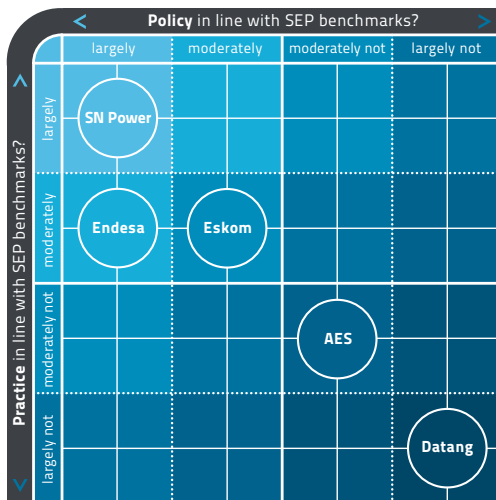 Policy in line with SEP benchmarks?
largely moderately moderately not largely not
Practice in line with SEP benchmarks?
largely
SN Power
moderately
Endesa Eskom
moderately not
AES
largely not
Datang